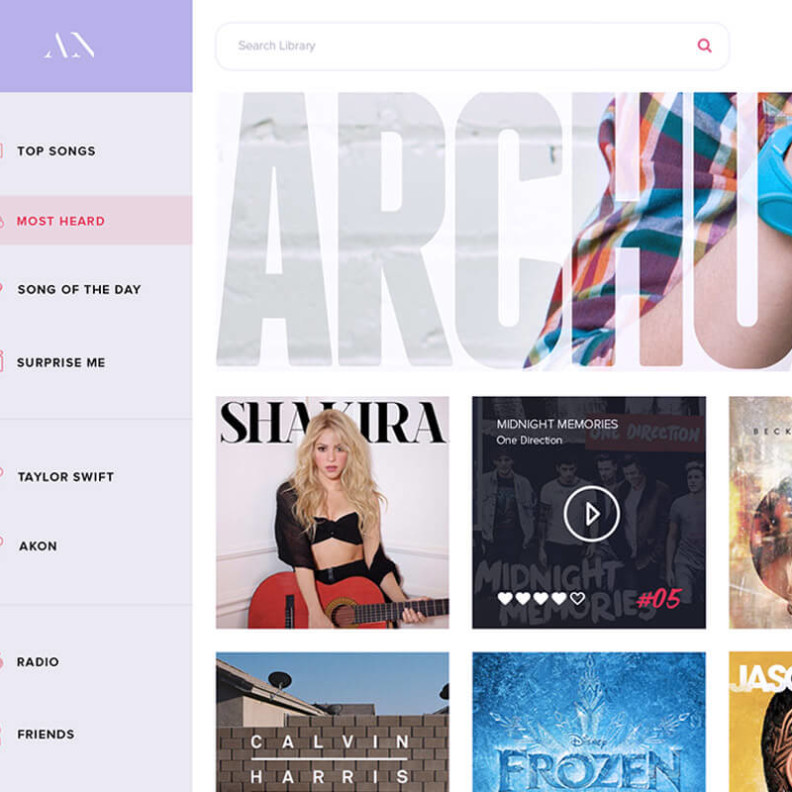 AN
Search Library
TOP SONGS
MOST HEARD
SONG OF THE DAY
SURPRISE ME
TAYLOR SWIFT
AKON
RADIO
FRIENDS
ARCHU
SHAKIRA
MIDNIGHT MEMORIES
One Direction
ONE DIRECTION
MIDNIGHT
MEMORIES
#05
BECK
CALVIN
HARRIS
Disney
FROZEN
JASO